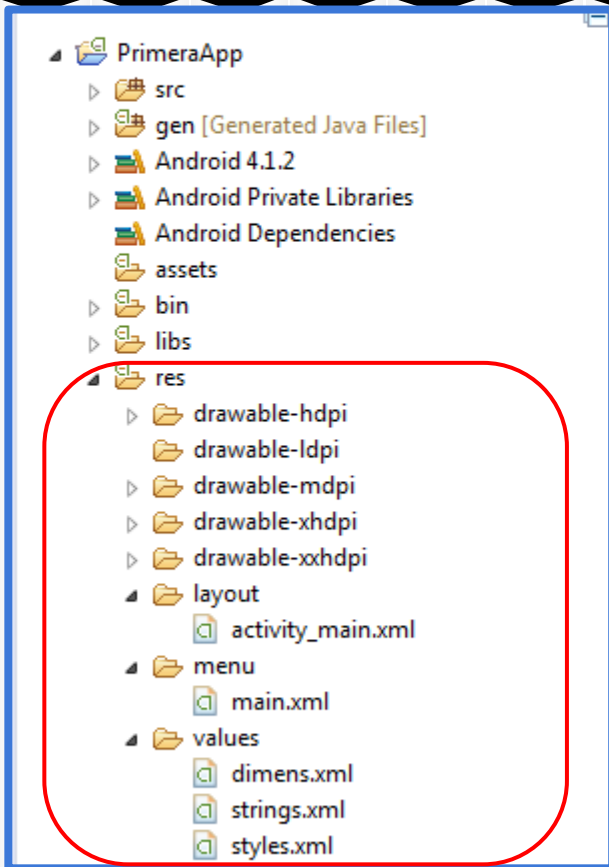 PrimeraApp
src
gen [Generated Java Files]
Android 4.1.2
Android Private Libraries
Android Dependencies
assets
bin
libs
res
drawable-hdpi
drawable-ldpi
drawable-mdpi
drawable-xhdpi
drawable-xxhdpi
layout
activity_main.xml
menu
main.xml
values
dimens.xml
strings.xml
styles.xml